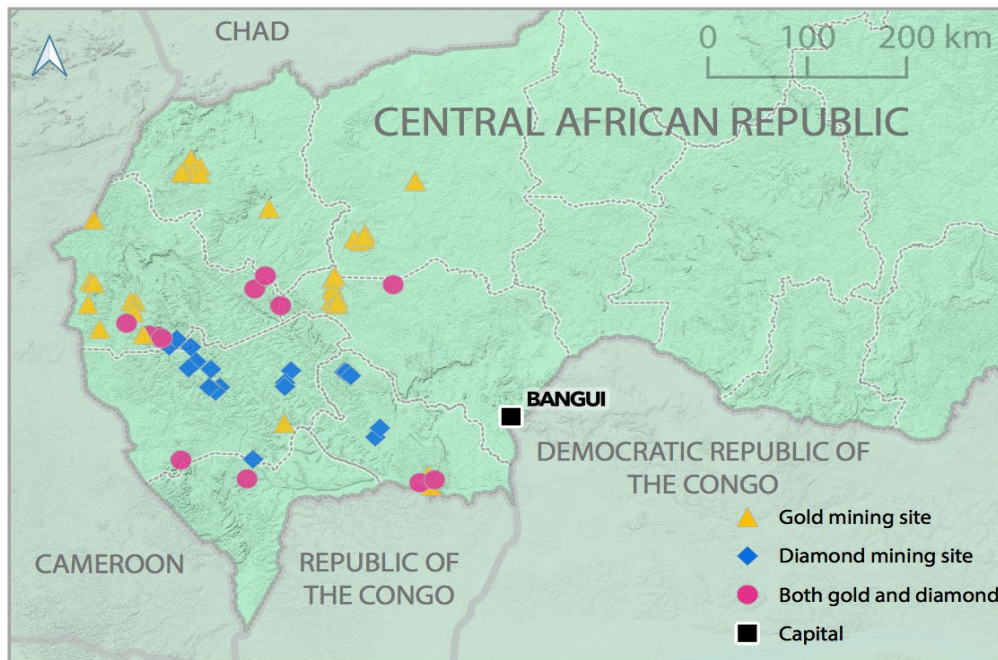 CHAD
0 100 200 km
CENTRAL AFRICAN REPUBLIC
BANGUI
DEMOCRATIC REPUBLIC OF
THE CONGO
CAMEROON
REPUBLIC OF
THE CONGO
Gold mining site
Diamond mining site
Both gold and diamond
Capital